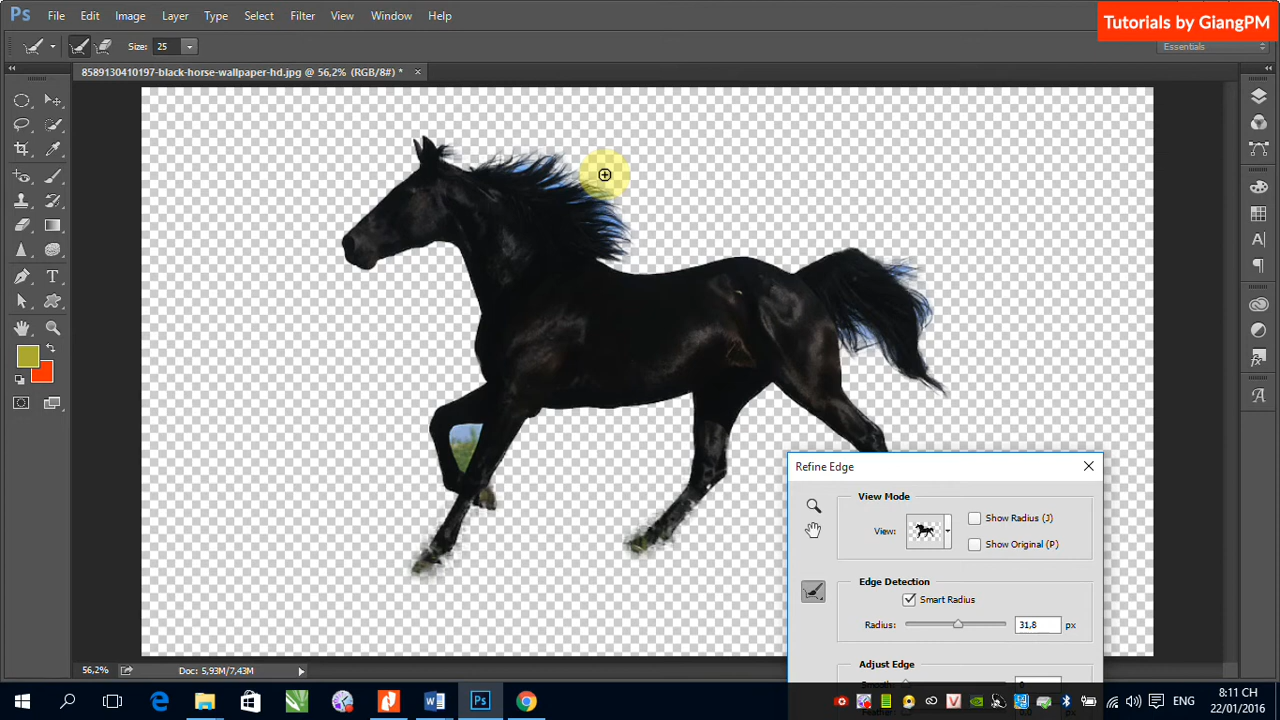 Ps File Edit Image Layer Type Select Filter View Window Help
Tutorials by GiangPM
Size: 25
Essentials
8589130410197-black-horse-wallpaper-hd.jpg @ 56,2% (RGB/8#) * ×
Refine Edge
View Mode
View:
Show Radius (J)
Show Original (P)
Edge Detection
Smart Radius
Radius: 31,8 px
Adjust Edge
56,2% Doc: 5,93M/7,43M
ENG
8:11 CH
22/01/2016